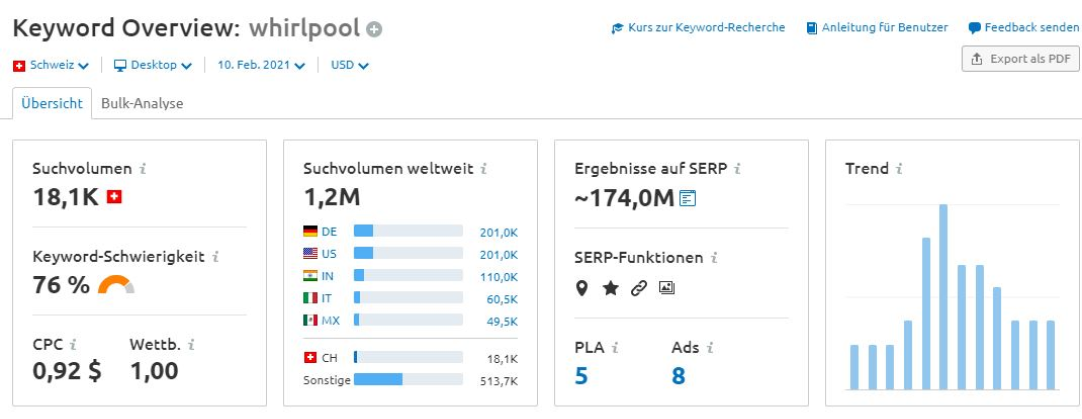 Keyword Overview: whirlpool
Kurs zur Keyword-Recherche
Anleitung für Benutzer
Feedback senden
Schweiz
Desktop
10. Feb. 2021
USD
Export als PDF
Übersicht
Bulk-Analyse
Suchvolumen i
18,1K
Keyword-Schwierigkeit i
76 %
CPC i
Wettb. i
0,92 $
1,00
Suchvolumen weltweit i
1,2M
DE 201,0K
US 201,0K
IN 110,0K
IT 60,5K
MX 49,5K
CH 18,1K
Sonstige 513,7K
Ergebnisse auf SERP i
~174,0M
SERP-Funktionen i
PLA i
Ads i
5
8
Trend i